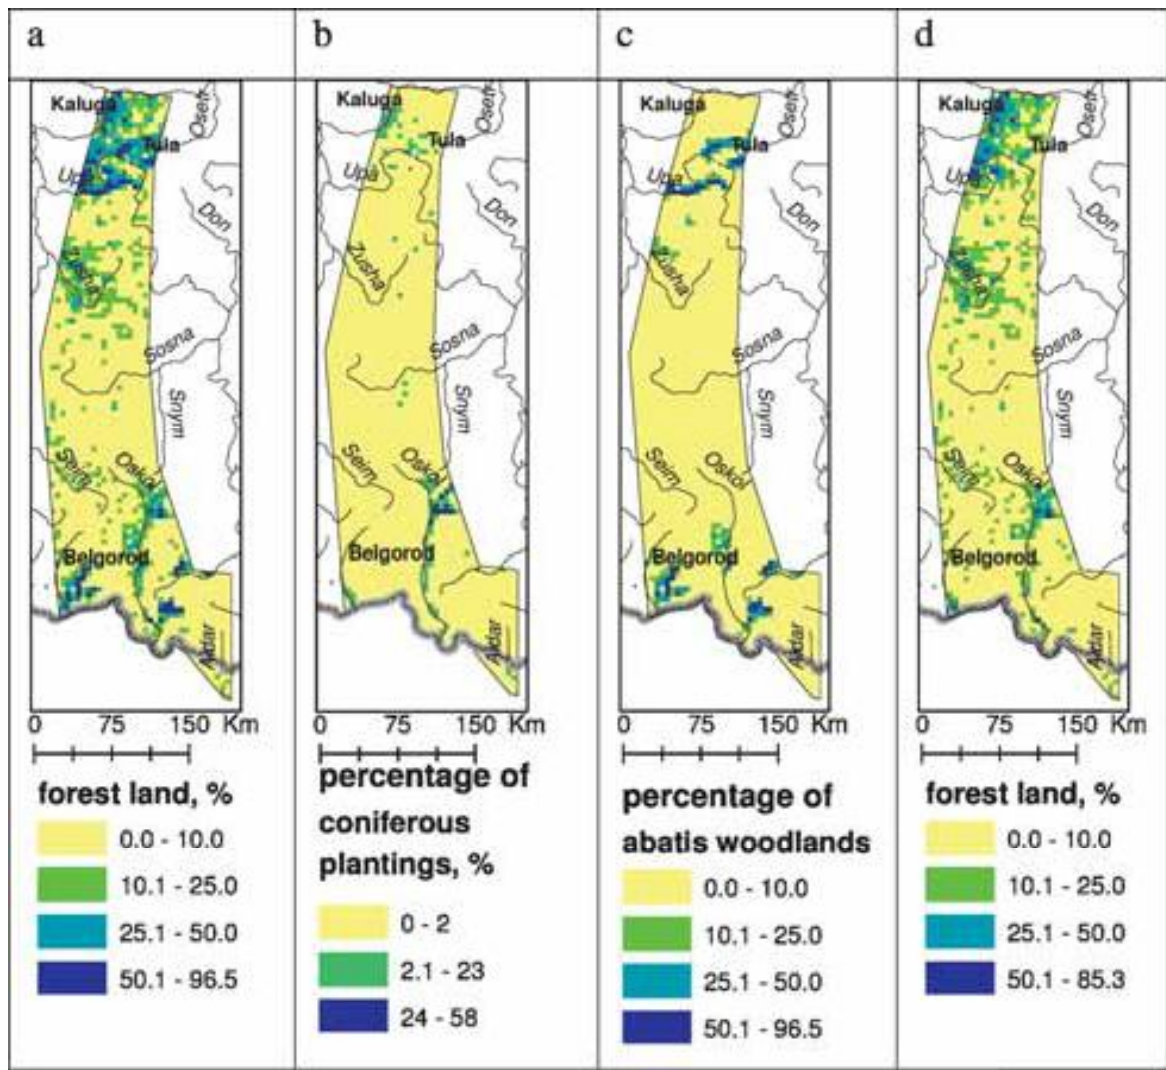 a
Kaluga
Tula
Osetr
Upa
Don
Zusha
Sosna
Snym
Seim
Oskol
Belgorod
Aidar
0 75 150 Km
forest land, %
0.0 - 10.0
10.1 - 25.0
25.1 - 50.0
50.1 - 96.5
b
Kaluga
Tula
Osetr
Upa
Don
Zusha
Sosna
Snym
Seim
Oskol
Belgorod
Aidar
0 75 150 Km
percentage of
coniferous
plantings, %
0 - 2
2.1 - 23
24 - 58
c
Kaluga
Tula
Osetr
Upa
Don
Zusha
Sosna
Snym
Seim
Oskol
Belgorod
Aidar
0 75 150 Km
percentage of
abatis woodlands
0.0 - 10.0
10.1 - 25.0
25.1 - 50.0
50.1 - 96.5
d
Kaluga
Tula
Osetr
Upa
Don
Zusha
Sosna
Snym
Seim
Oskol
Belgorod
Aidar
0 75 150 Km
forest land, %
0.0 - 10.0
10.1 - 25.0
25.1 - 50.0
50.1 - 85.3